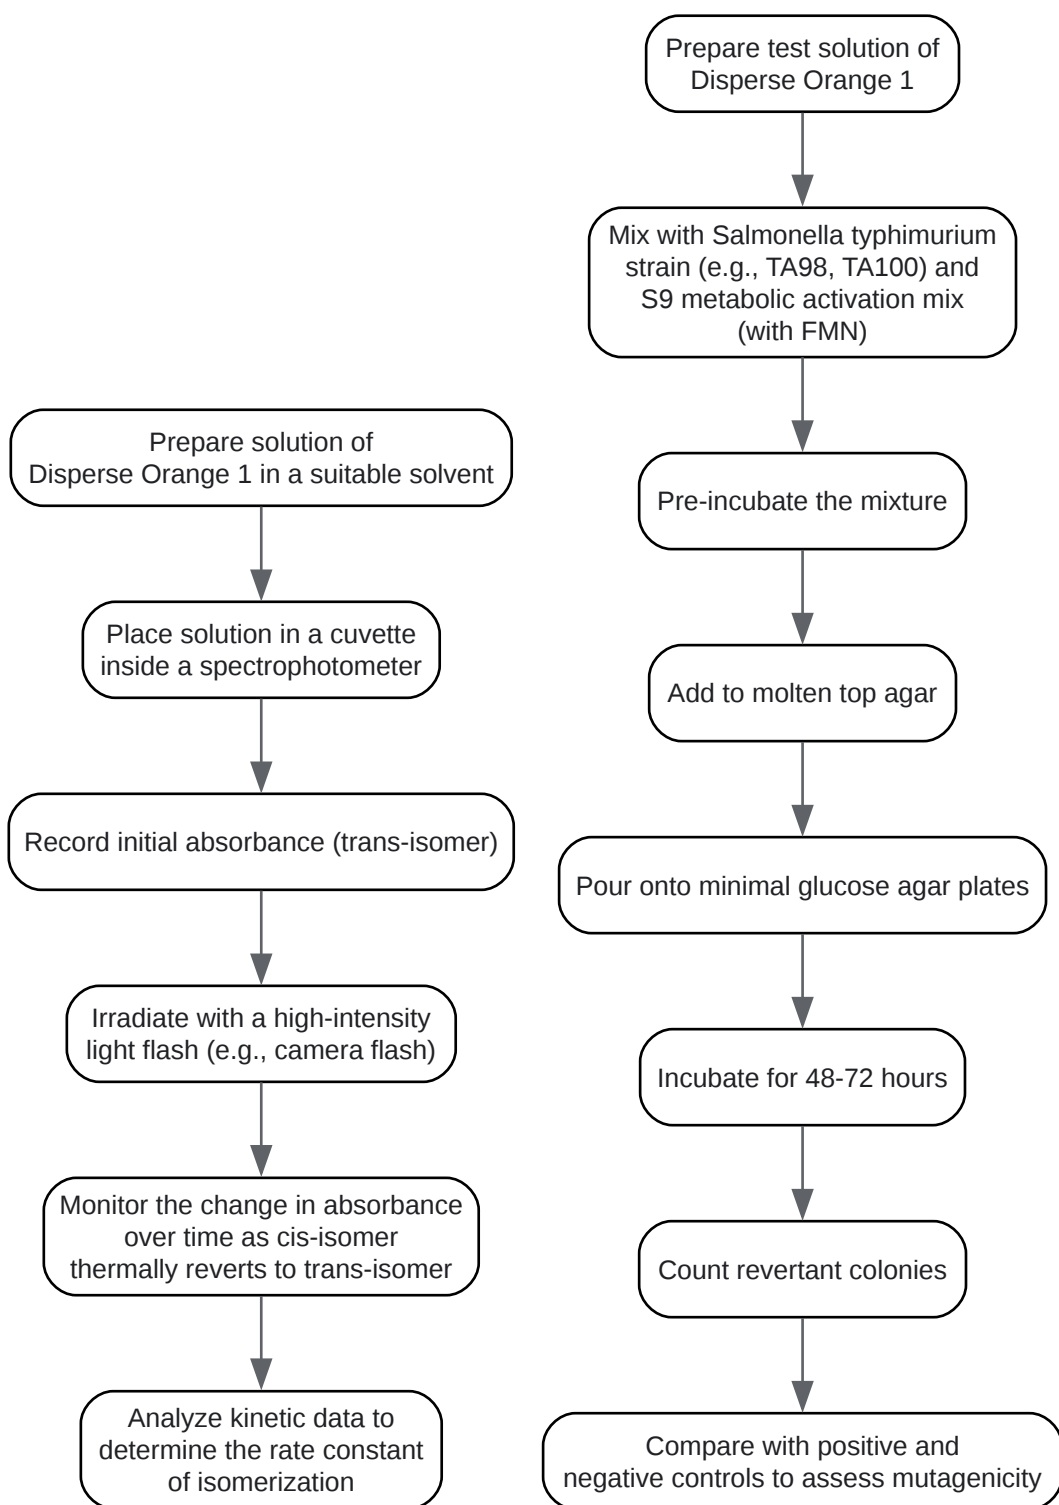 Prepare solution of
Disperse Orange 1 in a suitable solvent
Place solution in a cuvette
inside a spectrophotometer
Record initial absorbance (trans-isomer)
Irradiate with a high-intensity
light flash (e.g., camera flash)
Monitor the change in absorbance
over time as cis-isomer
thermally reverts to trans-isomer
Analyze kinetic data to
determine the rate constant
of isomerization
Prepare test solution of
Disperse Orange 1
Mix with Salmonella typhimurium
strain (e.g., TA98, TA100) and
S9 metabolic activation mix
(with FMN)
Pre-incubate the mixture
Add to molten top agar
Pour onto minimal glucose agar plates
Incubate for 48-72 hours
Count revertant colonies
Compare with positive and
negative controls to assess mutagenicity